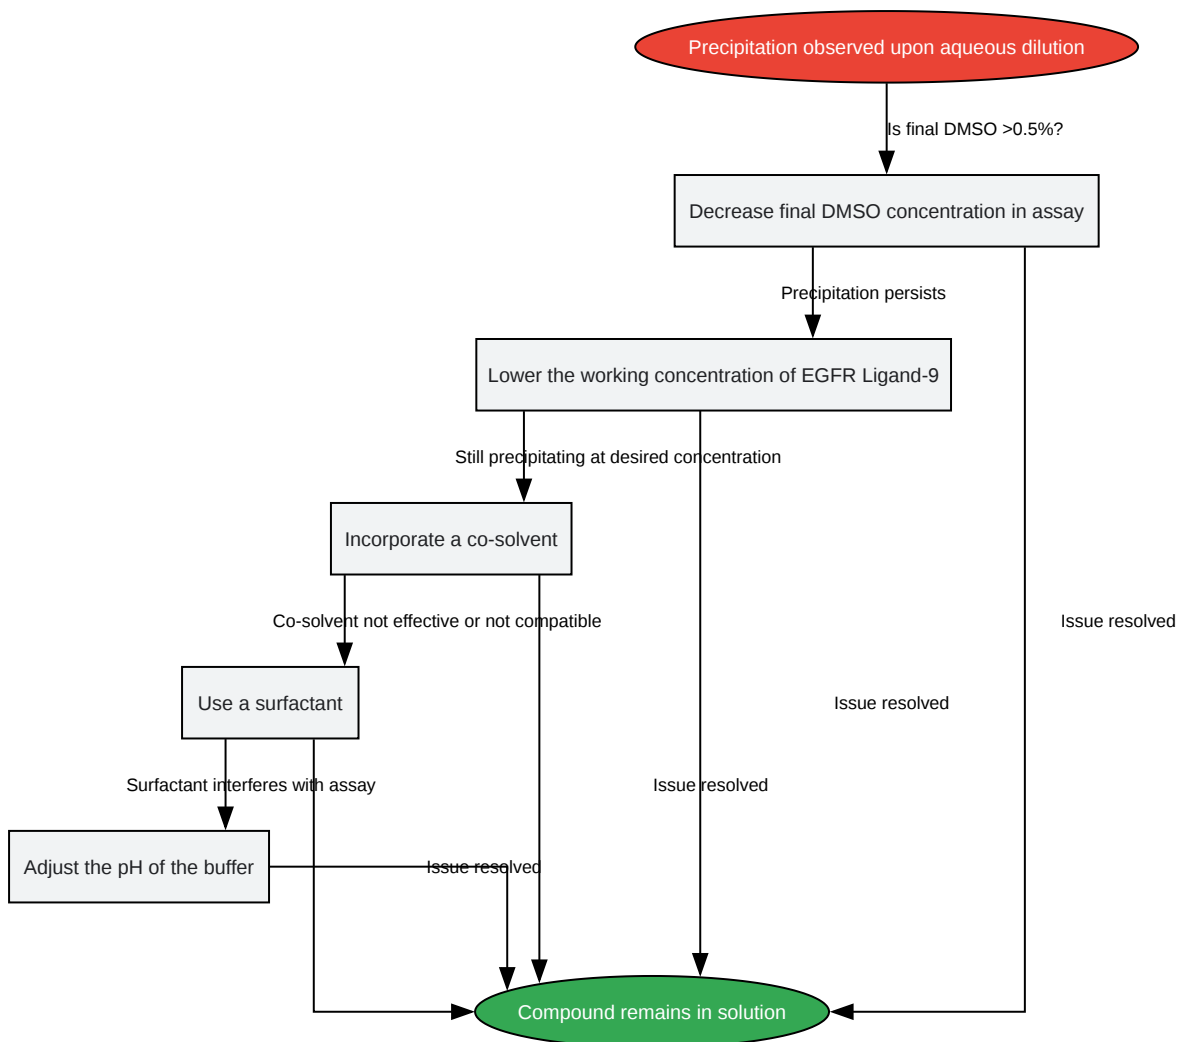 Precipitation observed upon aqueous dilution
Is final DMSO >0.5%?
Decrease final DMSO concentration in assay
Precipitation persists
Lower the working concentration of EGFR Ligand-9
Still precipitating at desired concentration
Incorporate a co-solvent
Co-solvent not effective or not compatible
Issue resolved
Use a surfactant
Issue resolved
Surfactant interferes with assay
Issue resolved
Adjust the pH of the buffer
Issue resolved
Compound remains in solution